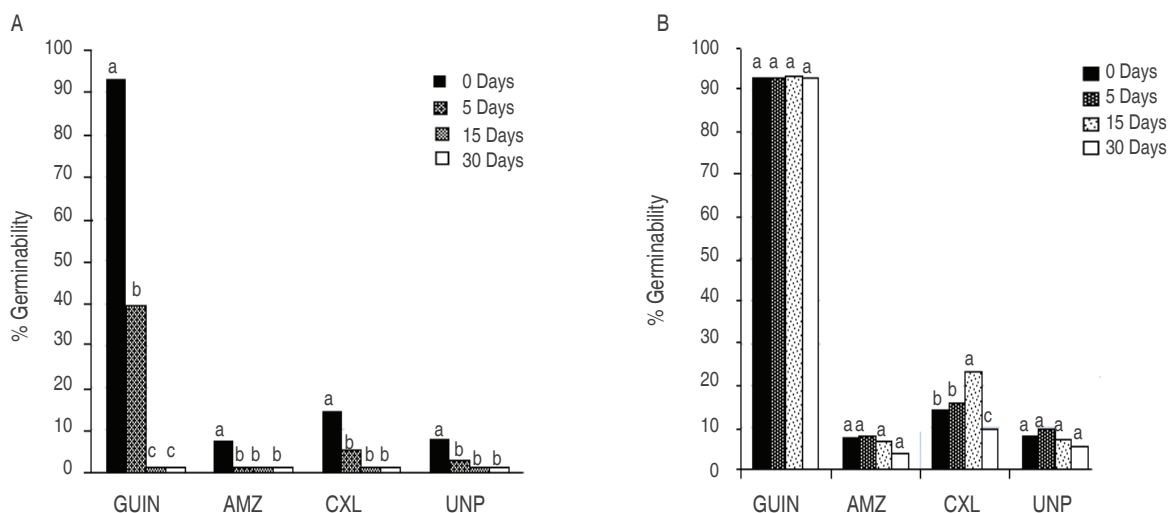 A
100
90
80
70
60
50
40
30
20
10
0
% Germinability
a
b
c c
a
b b b
a
b
b b
a
b
b b
0 Days
5 Days
15 Days
30 Days
GUIN AMZ CXL UNP
B
100
90
80
70
60
50
40
30
20
10
0
% Germinability
a a a a
a a a a
b b a c
a a a a
0 Days
5 Days
15 Days
30 Days
GUIN AMZ CXL UNP